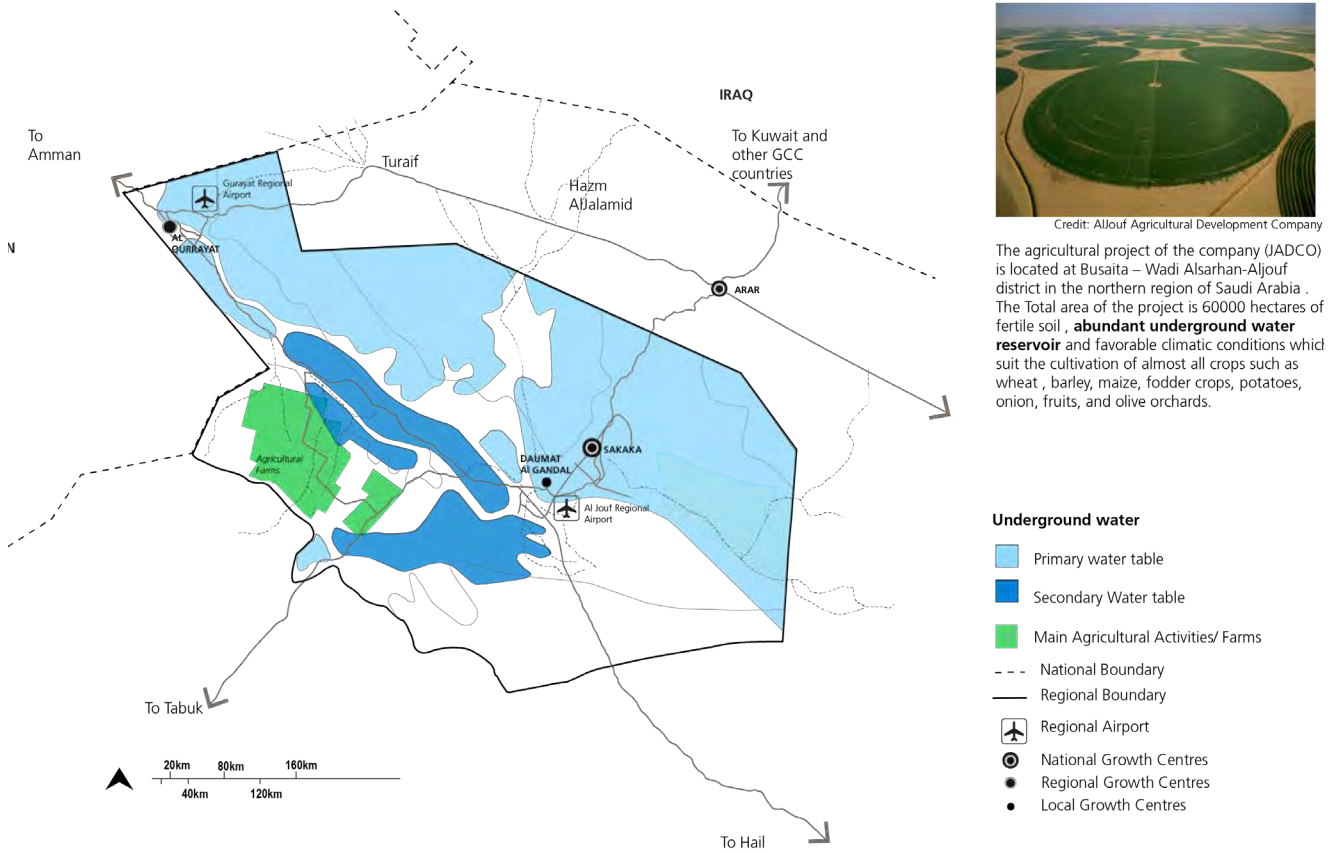 IRAQ
To
Amman
To Kuwait and
other GCC
countries
Turaif
Gurayat Regional
Airport
Hazm
AlJalamid
AL
QURRAYAT
N
ARAR
SAKAKA
DAUMAT
Al GANDAL
Agricultural
Farms
Al Jouf Regional
Airport
To Tabuk
To Hail
20km
80km
160km
40km
120km
Credit: AlJouf Agricultural Development Company
The agricultural project of the company (JADCO)
is located at Busaita – Wadi Alsarhan-Aljouf
district in the northern region of Saudi Arabia .
The Total area of the project is 60000 hectares of
fertile soil , abundant underground water
reservoir and favorable climatic conditions which
suit the cultivation of almost all crops such as
wheat , barley, maize, fodder crops, potatoes,
onion, fruits, and olive orchards.
Underground water
Primary water table
Secondary Water table
Main Agricultural Activities/ Farms
National Boundary
Regional Boundary
Regional Airport
National Growth Centres
Regional Growth Centres
Local Growth Centres